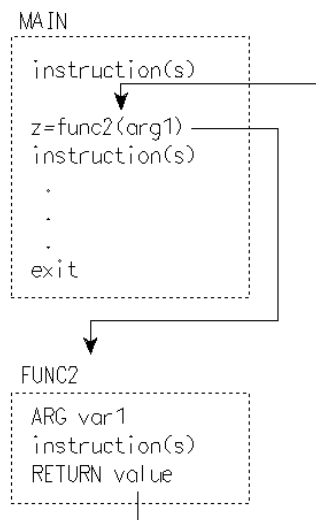 MAIN
instruction(s)
z=func2(arg1)
instruction(s)
.
.
.
exit
FUNC2
ARG var1
instruction(s)
RETURN value